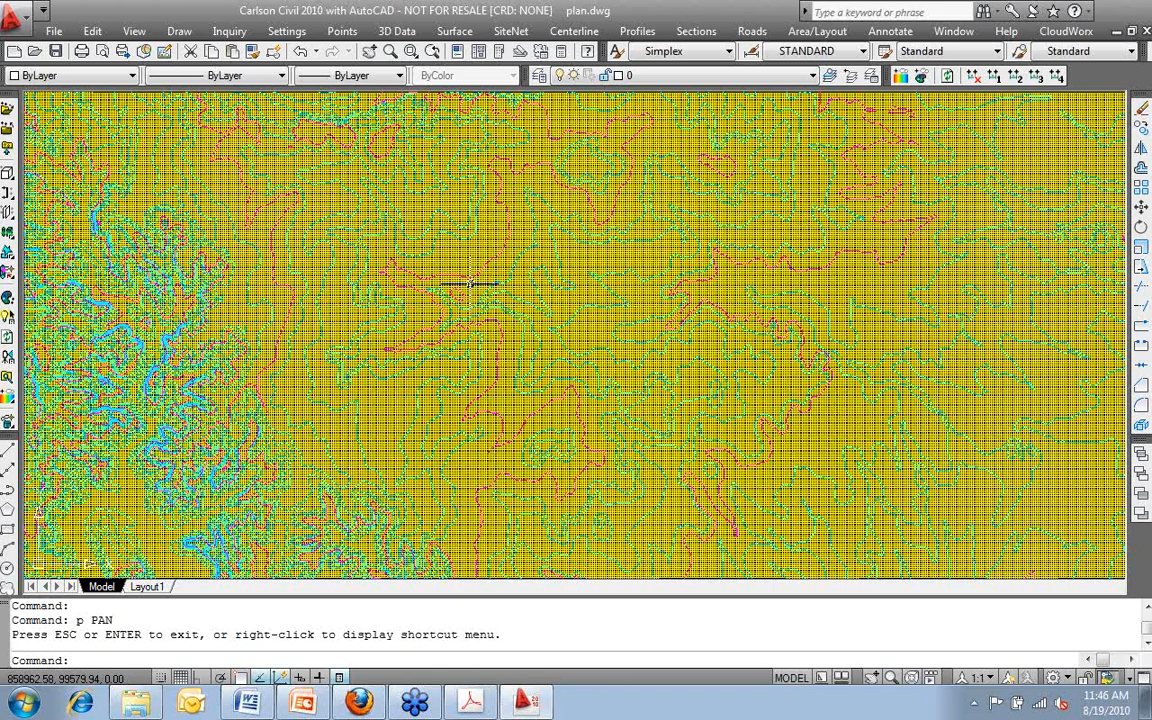 Carlson Civil 2010 with AutoCAD - NOT FOR RESALE [CRD: NONE] plan.dwg
Type a keyword or phrase
File Edit View Draw Inquiry Settings Points 3D Data Surface SiteNet Centerline Profiles Sections Roads Area/Layout Annotate Window Help CloudWorx
Simplex STANDARD Standard Standard
ByLayer ByLayer ByLayer ByColor 0
Model Layout1
Command:
Command: p PAN
Press ESC or ENTER to exit, or right-click to display shortcut menu.
Command:
858962.58, 99579.94, 0.00 MODEL 1:1
11:46 AM
8/19/2010